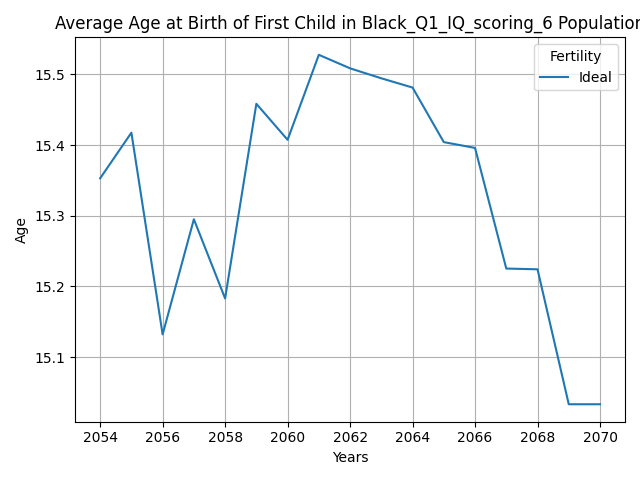 Average Age at Birth of First Child in Black_Q1_IQ_scoring_6 Population
Fertility
Ideal
15.5
15.4
15.3
15.2
15.1
Age
2054 2056 2058 2060 2062 2064 2066 2068 2070
Years